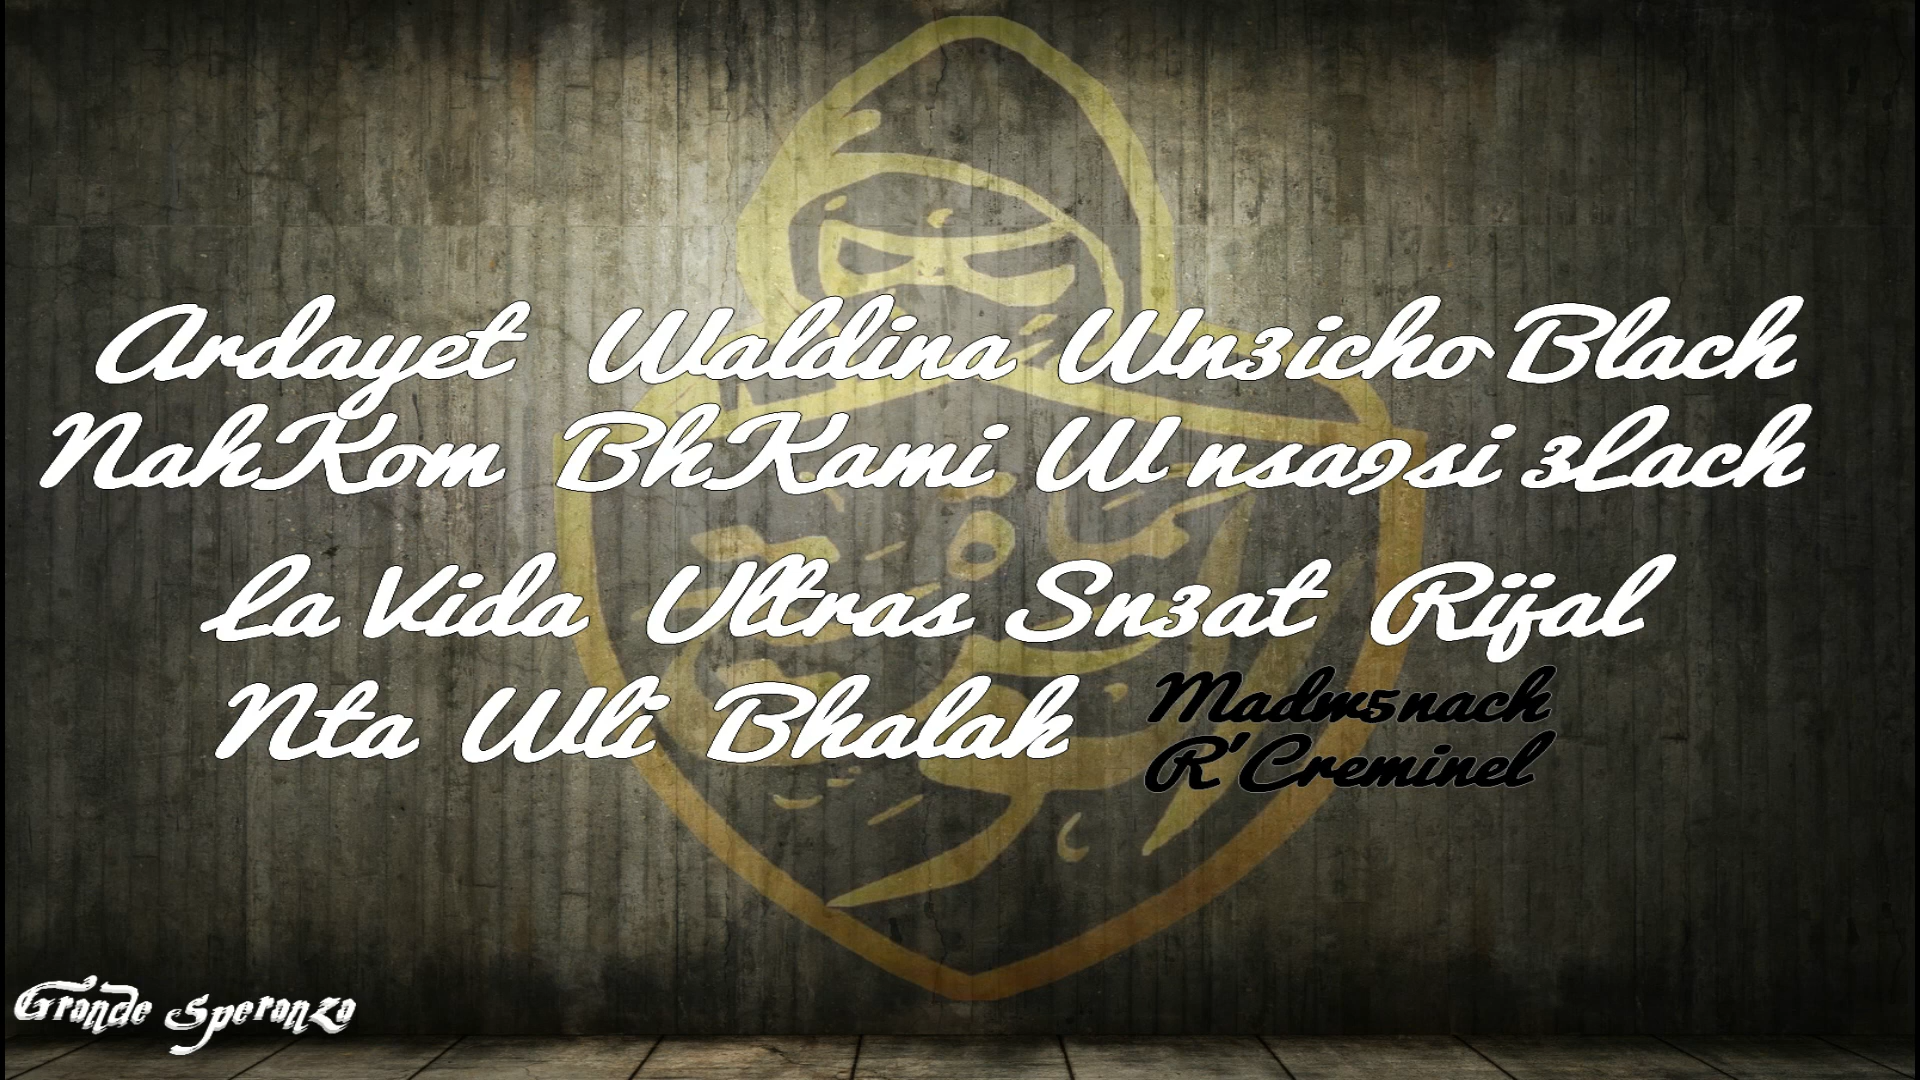 Ardayet Waldina Wn3icho Blach
NahKom BhKami W nsa9si 3Lach
La Vida Ultras Sn3at Rijal
Nta Wli Bhalak
Madw5nach
R'Creminel
Grande Speranza